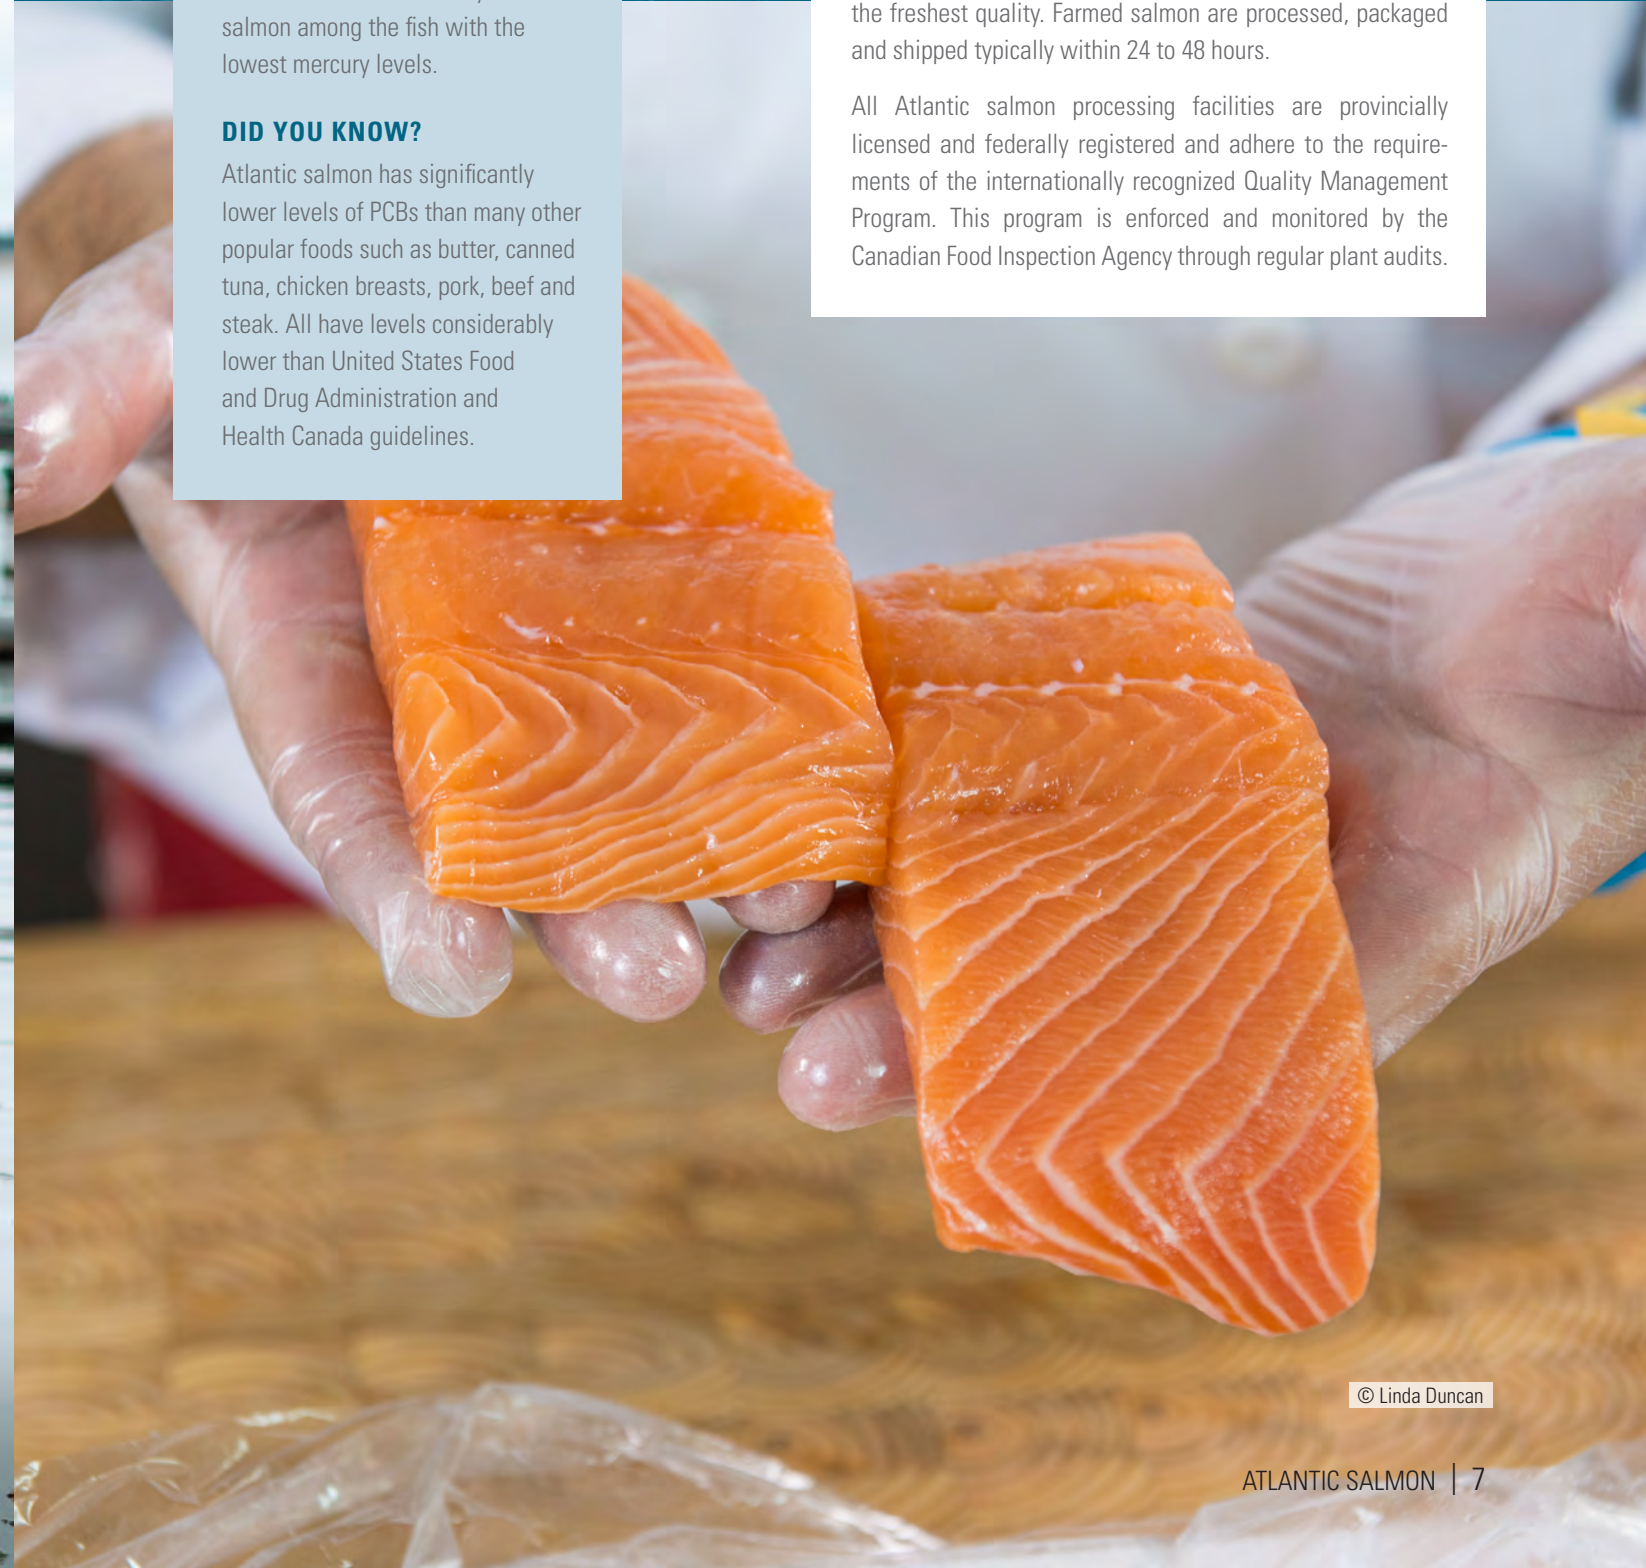 salmon among the fish with the
lowest mercury levels.
DID YOU KNOW?
Atlantic salmon has significantly
lower levels of PCBs than many other
popular foods such as butter, canned
tuna, chicken breasts, pork, beef and
steak. All have levels considerably
lower than United States Food
and Drug Administration and
Health Canada guidelines.
the freshest quality. Farmed salmon are processed, packaged
and shipped typically within 24 to 48 hours.
All Atlantic salmon processing facilities are provincially
licensed and federally registered and adhere to the require-
ments of the internationally recognized Quality Management
Program. This program is enforced and monitored by the
Canadian Food Inspection Agency through regular plant audits.
© Linda Duncan
ATLANTIC SALMON | 7